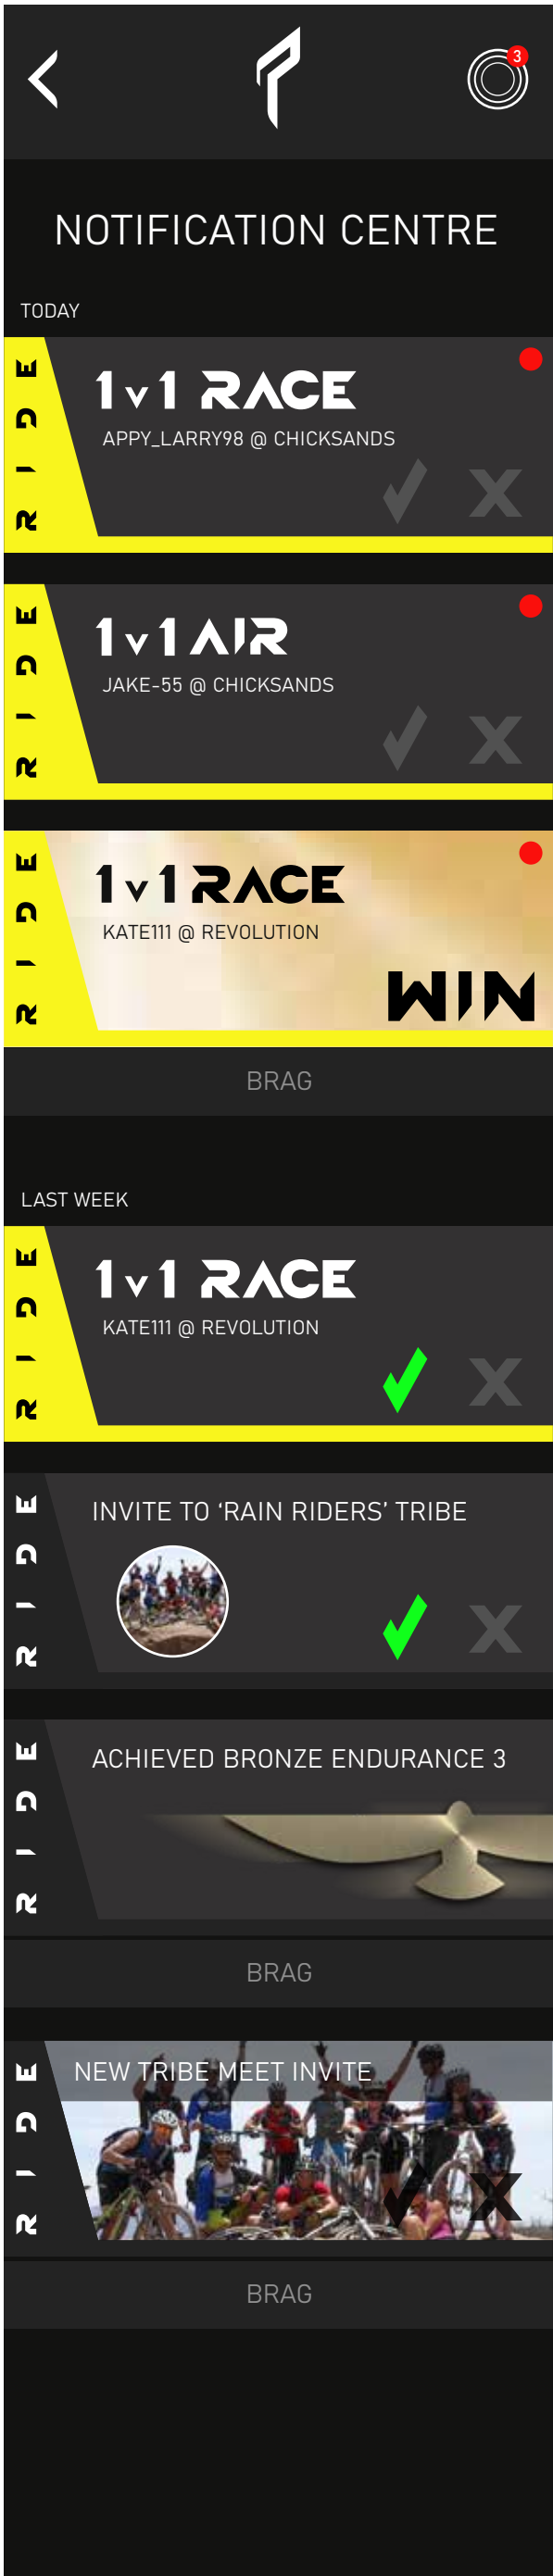 3
NOTIFICATION CENTRE
TODAY
RIDE
1v1 RACE
APPY_LARRY98 @ CHICKSANDS
X
RIDE
1v1 AIR
JAKE-55 @ CHICKSANDS
X
RIDE
1v1 RACE
KATE111 @ REVOLUTION
WIN
BRAG
LAST WEEK
RIDE
1v1 RACE
KATE111 @ REVOLUTION
X
RIDE
INVITE TO ‘RAIN RIDERS’ TRIBE
X
RIDE
ACHIEVED BRONZE ENDURANCE 3
BRAG
RIDE
NEW TRIBE MEET INVITE
X
BRAG